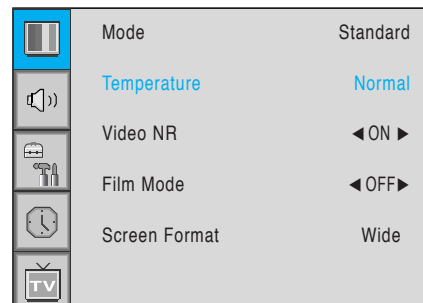 Mode Standard
Temperature Normal
Video NR ◀ ON ▶
Film Mode ◀ OFF▶
Screen Format Wide
TV